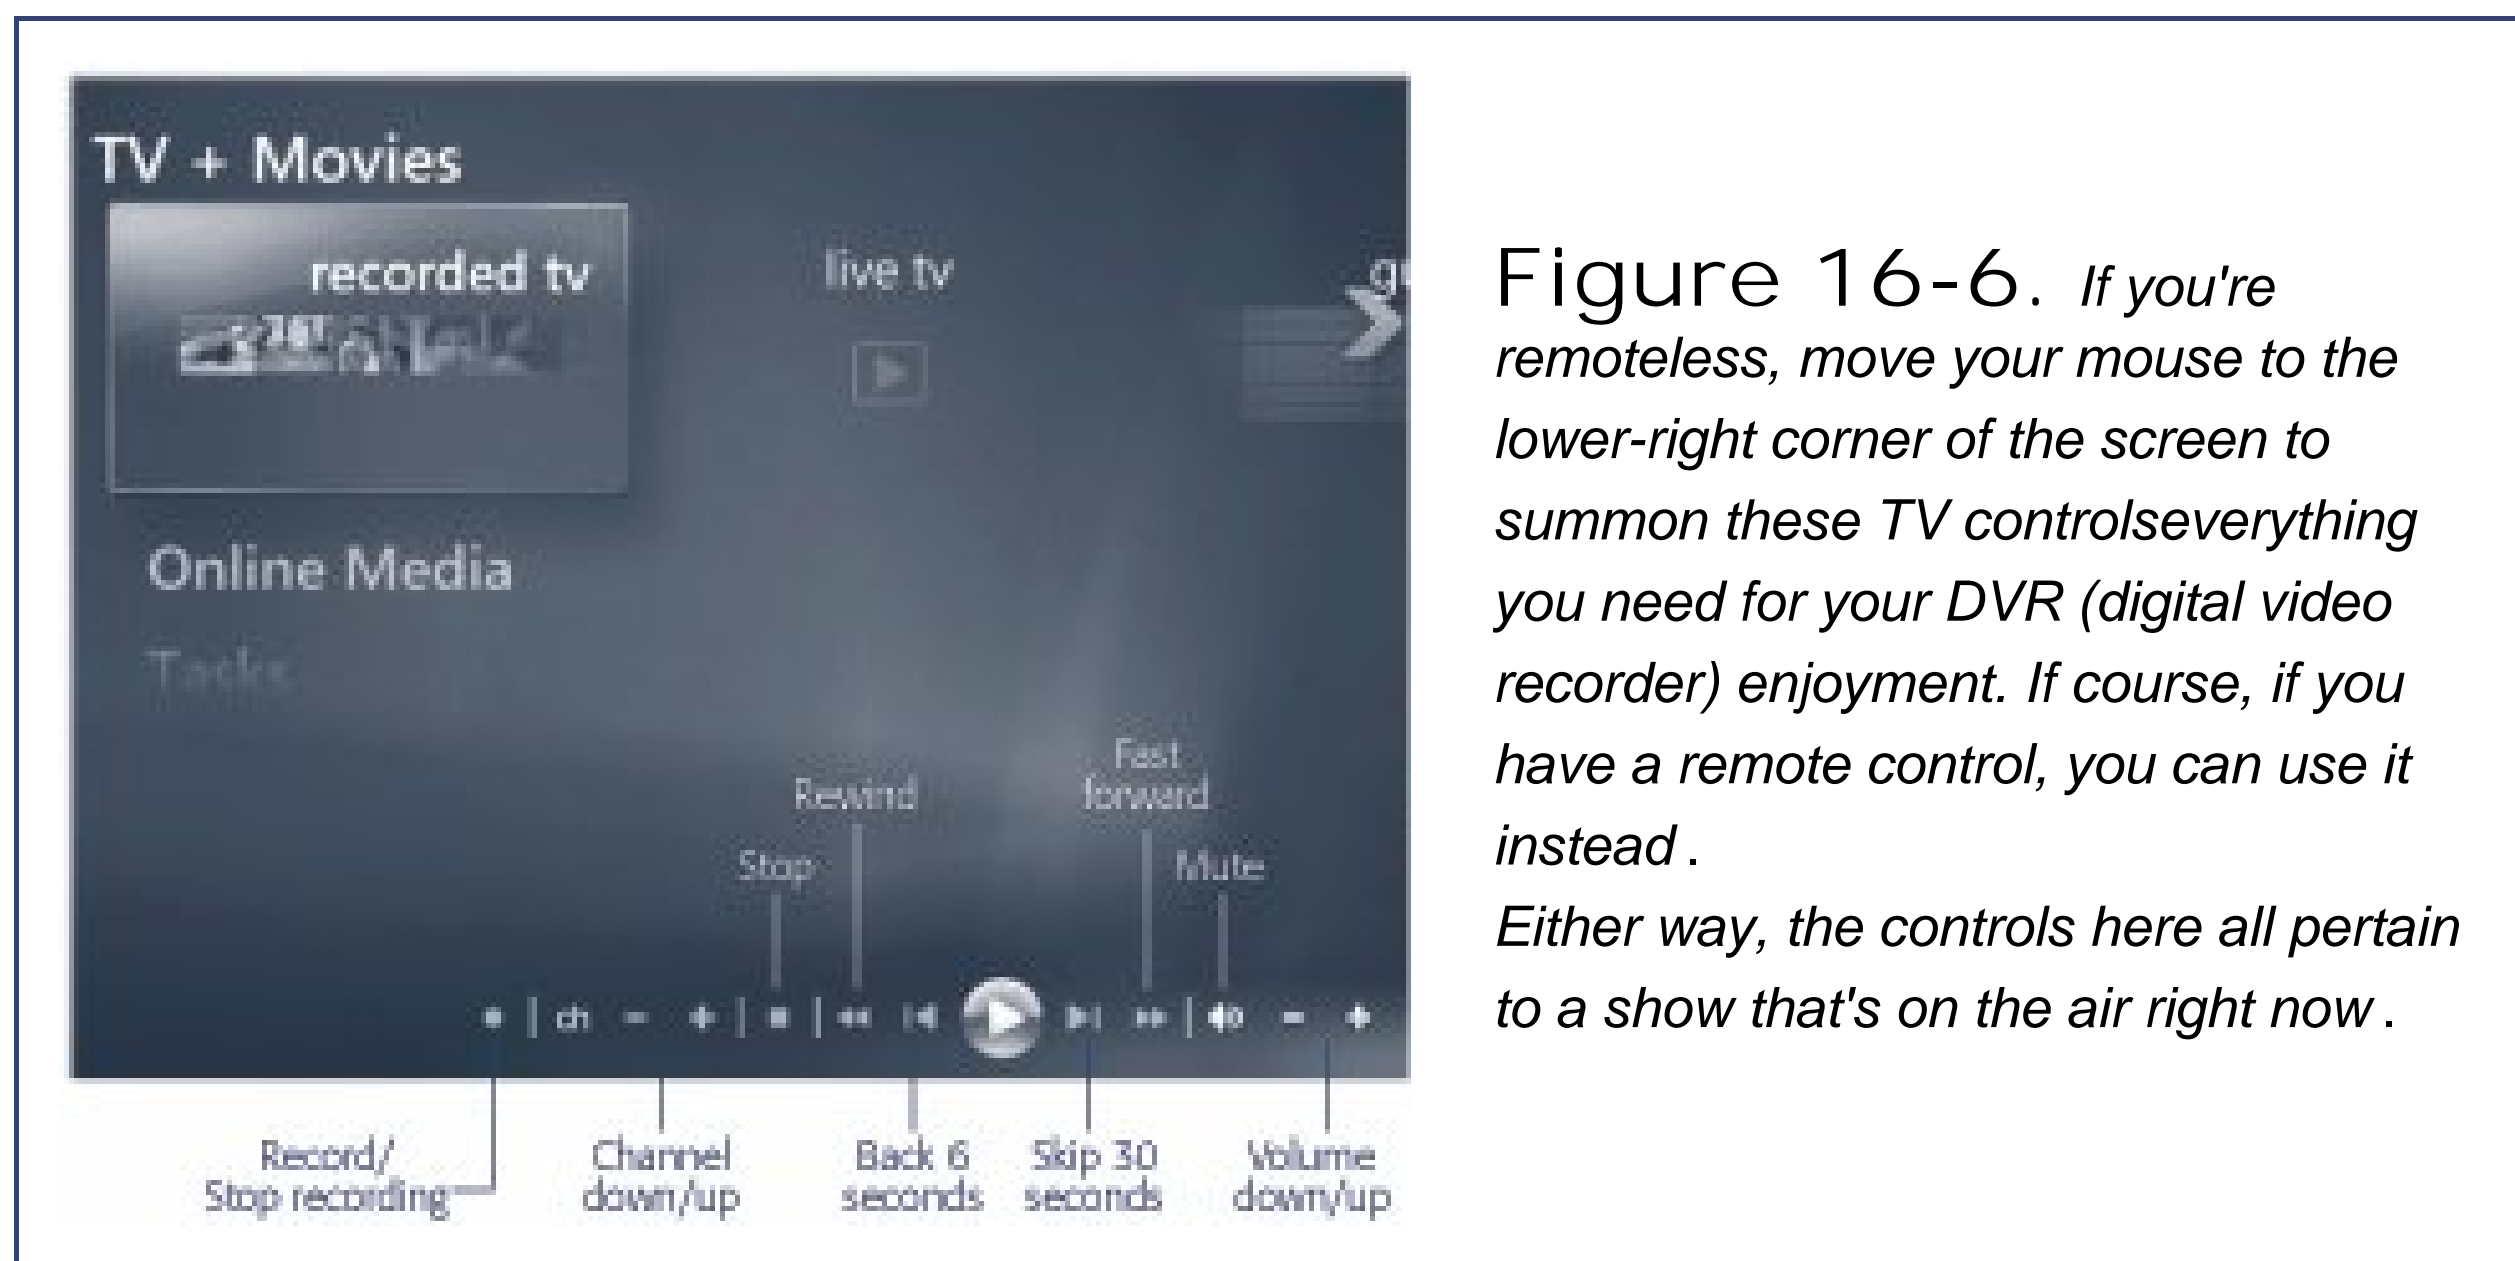 TV + Movies
recorded tv
live tv
Online Media
Rewind
Fast
forward
Stop
Mute
ch
Record/
Stop recording
Channel
down/up
Back 6
seconds
Skip 30
seconds
Volume
down/up
Figure 16-6. If you're
remoteless, move your mouse to the
lower-right corner of the screen to
summon these TV controlseverything
you need for your DVR (digital video
recorder) enjoyment. If course, if you
have a remote control, you can use it
instead .
Either way, the controls here all pertain
to a show that's on the air right now .